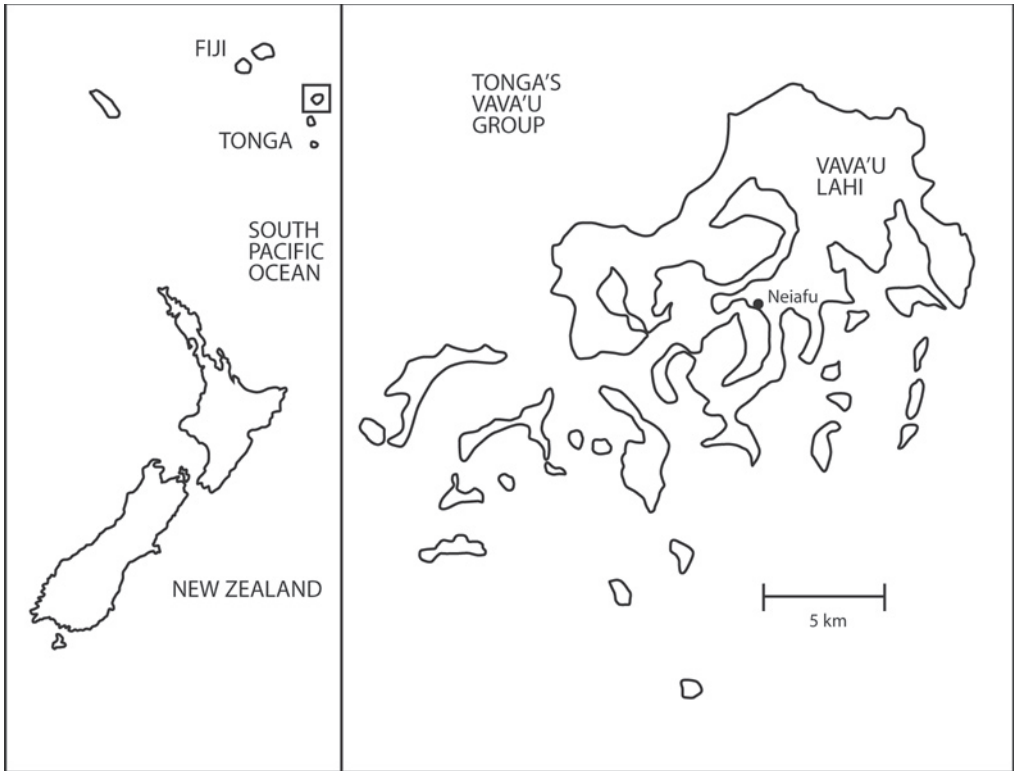 FIJI
TONGA
SOUTH
PACIFIC
OCEAN
NEW ZEALAND
TONGA'S
VAVA'U
GROUP
VAVA'U
LAHI
Neiafu
5 km